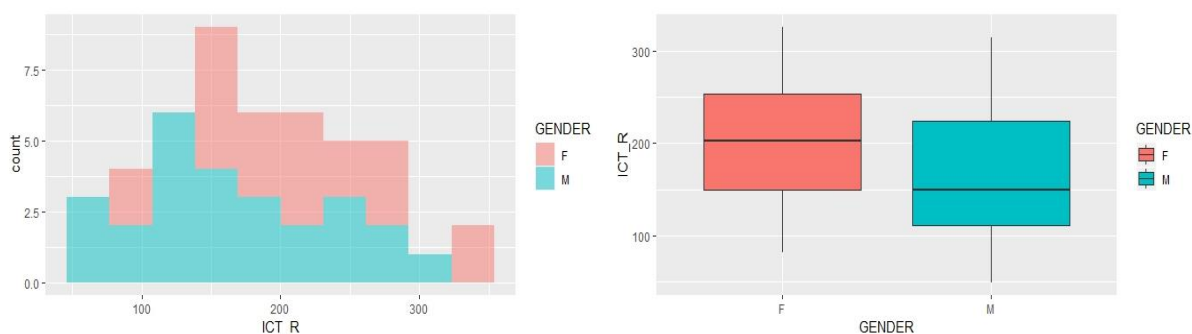 count
7.5
5.0
2.5
0.0
100
200
300
ICT_R
GENDER
F
M
ICT_R
300
200
100
F
M
GENDER
GENDER
F
M